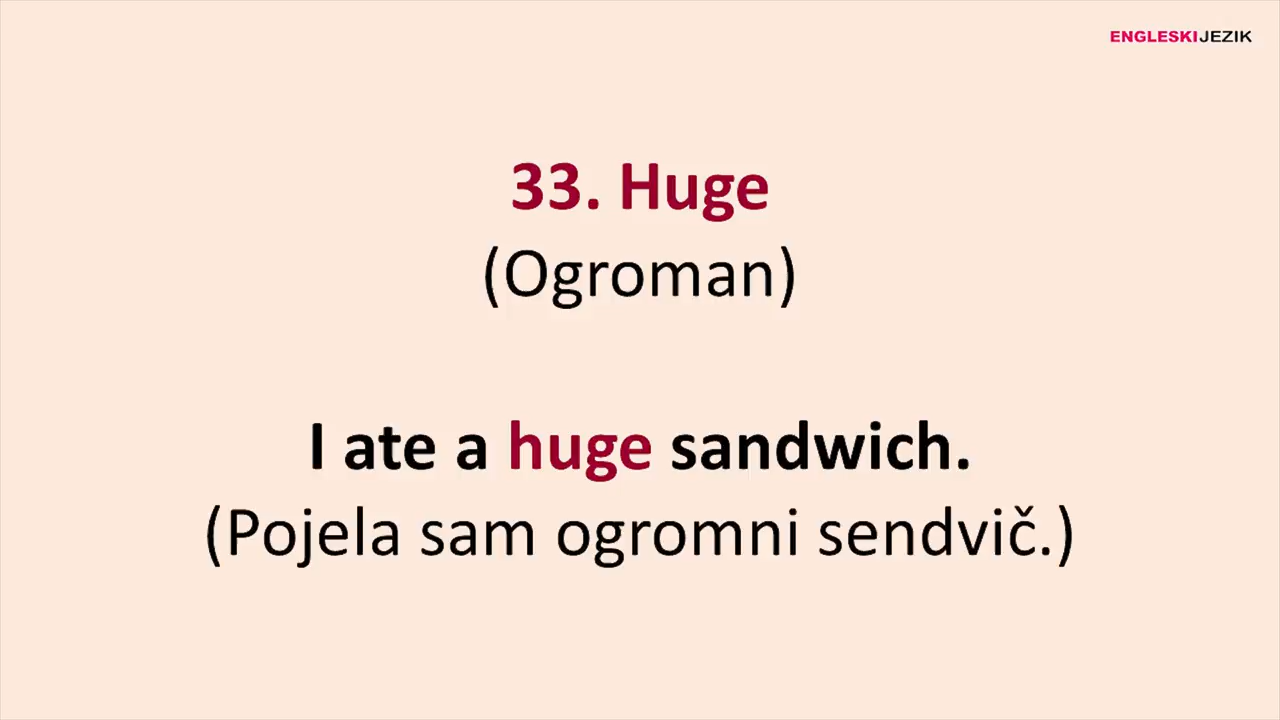 ENGLESKIJEZIK
33. Huge
(Ogroman)
I ate a huge sandwich.
(Pojela sam ogromni sendvič.)